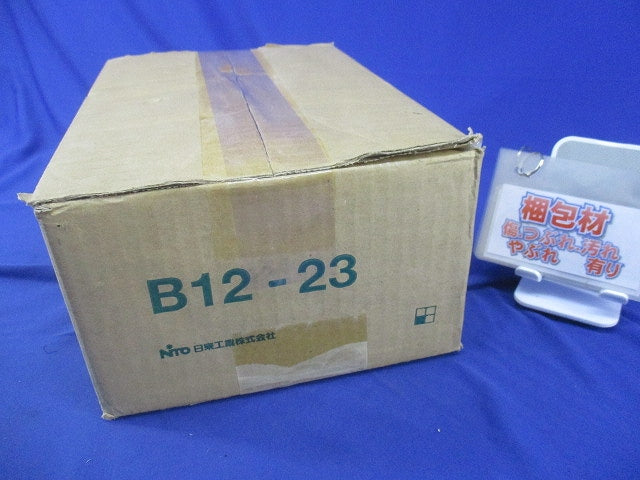 B12-23
NITO 日東工業株式会社
梱包材
傷つぶれ汚れ
やぶれ 有り